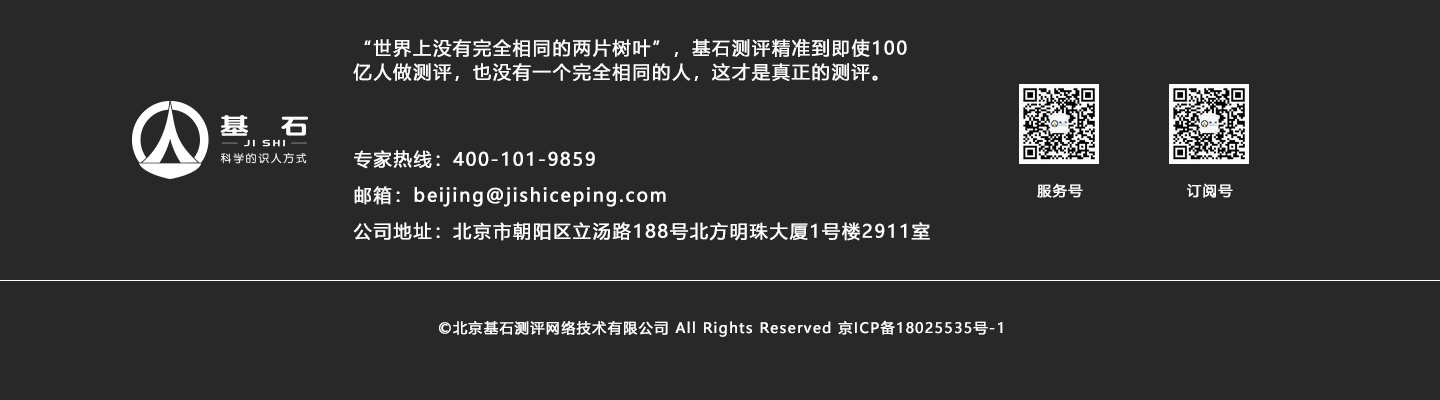 “世界上没有完全相同的两片树叶”，基石测评精准到即使100
亿人做测评，也没有一个完全相同的人，这才是真正的测评。
基 石
JI SHI
科学的识人方式
专家热线：400-101-9859
邮箱：beijing@jishiceping.com
公司地址：北京市朝阳区立汤路188号北方明珠大厦1号楼2911室
服务号
订阅号
©北京基石测评网络技术有限公司 All Rights Reserved 京ICP备18025535号-1